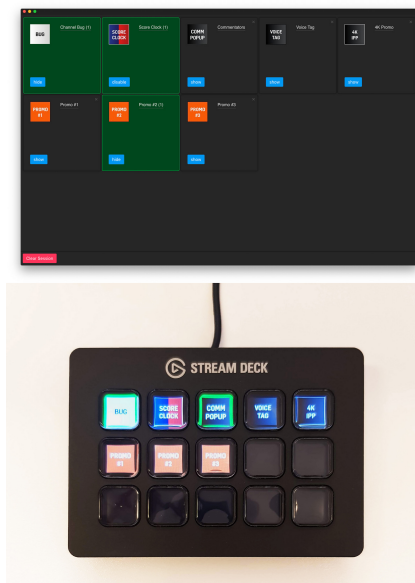 BUG
Channel Bug (1)
SCORE
CLOCK
Score Clock (1)
COMM
POPUP
Commentators
VOICE
TAG
Voice Tag
4K
IPP
4K Promo
hide
disable
show
show
show
PROMO
#1
Promo #1
PROMO
#2
Promo #2 (1)
PROMO
#3
Promo #3
show
hide
show
Clear Session
STREAM DECK
BUG
SCORE
CLOCK
COMM
POPUP
VOICE
TAG
4K
IPP
PROMO
#1
PROMO
#2
PROMO
#3